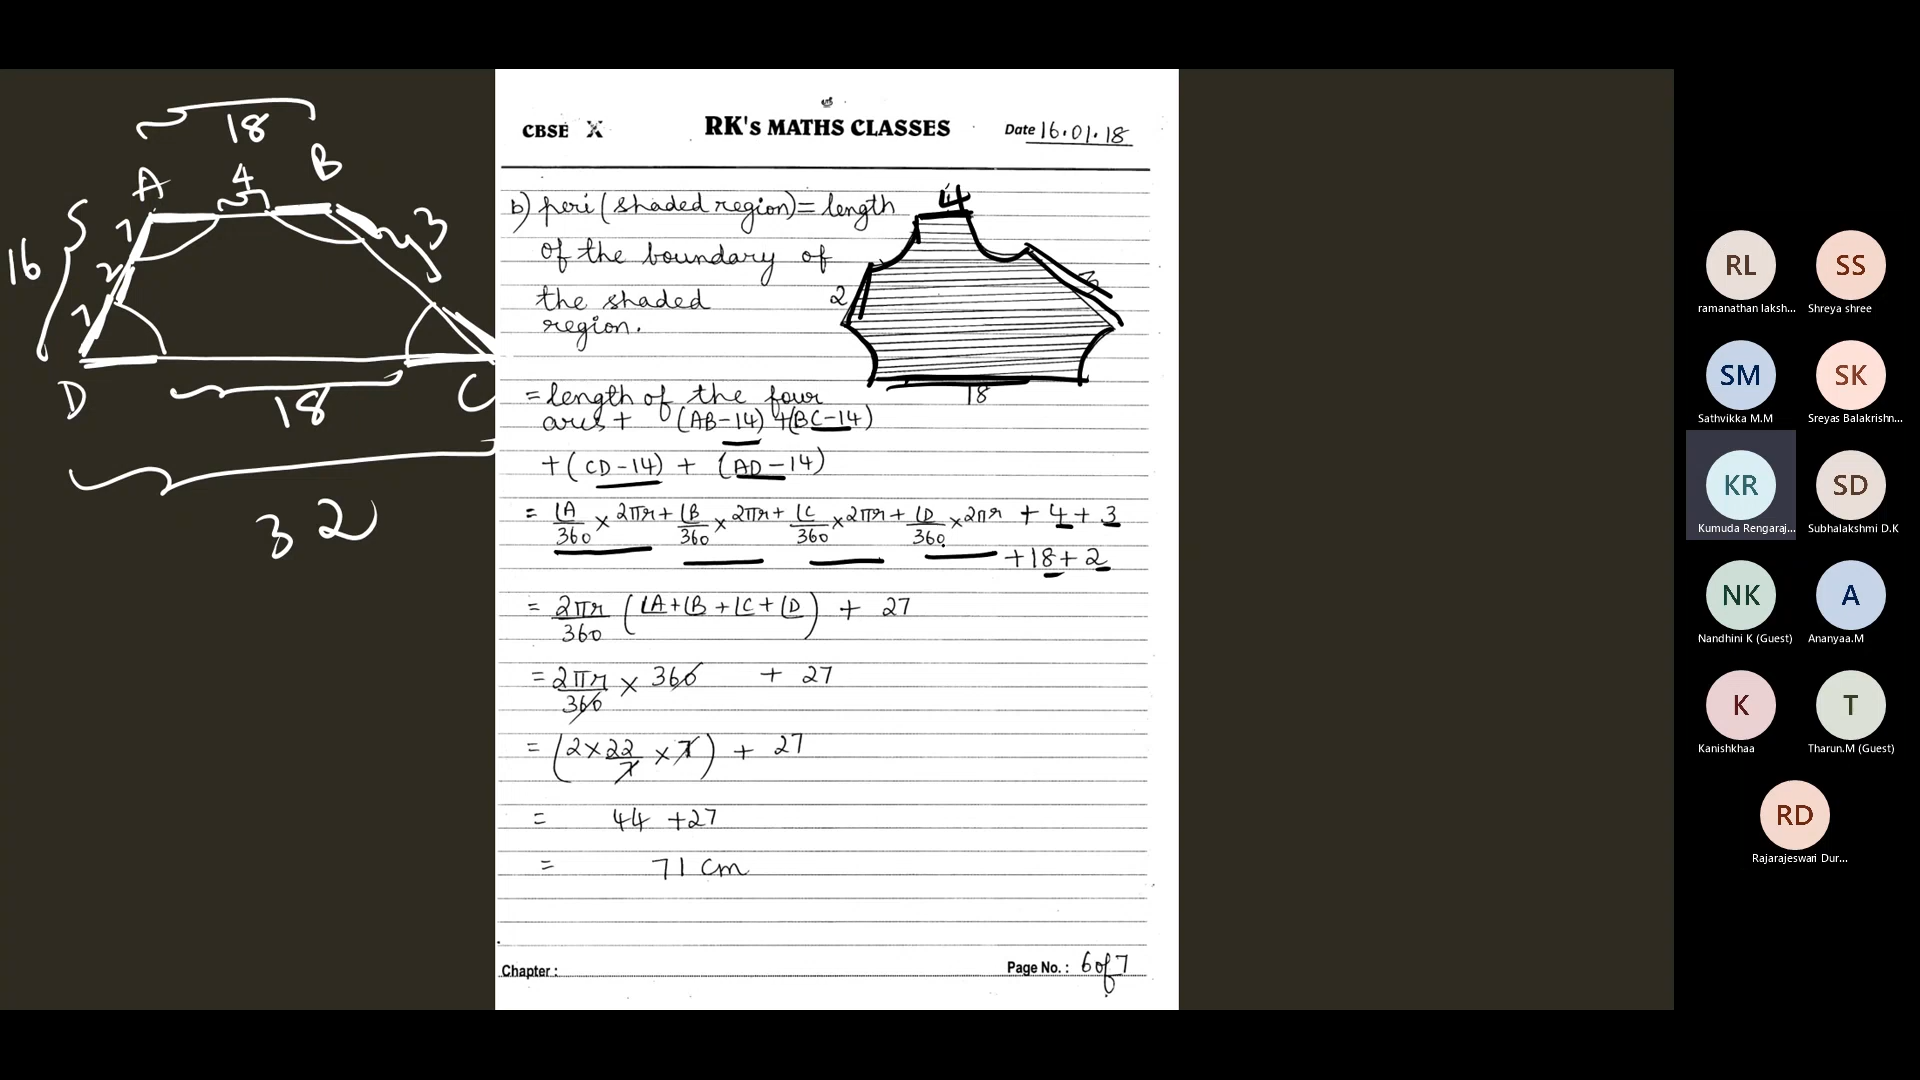 18
A
4
B
7
3
16
2
7
D
18
C
32
CBSE X
RK's MATHS CLASSES
Date 16.01.18
b) peri (shaded region) = length
of the boundary of
the shaded
region.
4
2
3
18
= length of the four
arcs + (AB-14) + (BC-14)
+ (CD-14) + (AD-14)
= ∠A/360 × 2πr + ∠B/360 × 2πr + ∠C/360 × 2πr + ∠D/360 × 2πr + 4 + 3
+ 18 + 2
= 2πr/360 (∠A + ∠B + ∠C + ∠D) + 27
= 2πr/360 × 360 + 27
= (2 × 22/7 × 7) + 27
= 44 + 27
= 71 cm
Chapter :
Page No. : 6 of 7
RL
ramanathan laksh...
SS
Shreya shree
SM
Sathvikka M.M
SK
Sreyas Balakrishn...
KR
Kumuda Rengaraj...
SD
Subhalakshmi D.K
NK
Nandhini K (Guest)
A
Ananyaa.M
K
Kanishkhaa
T
Tharun.M (Guest)
RD
Rajarajeswari Dur...